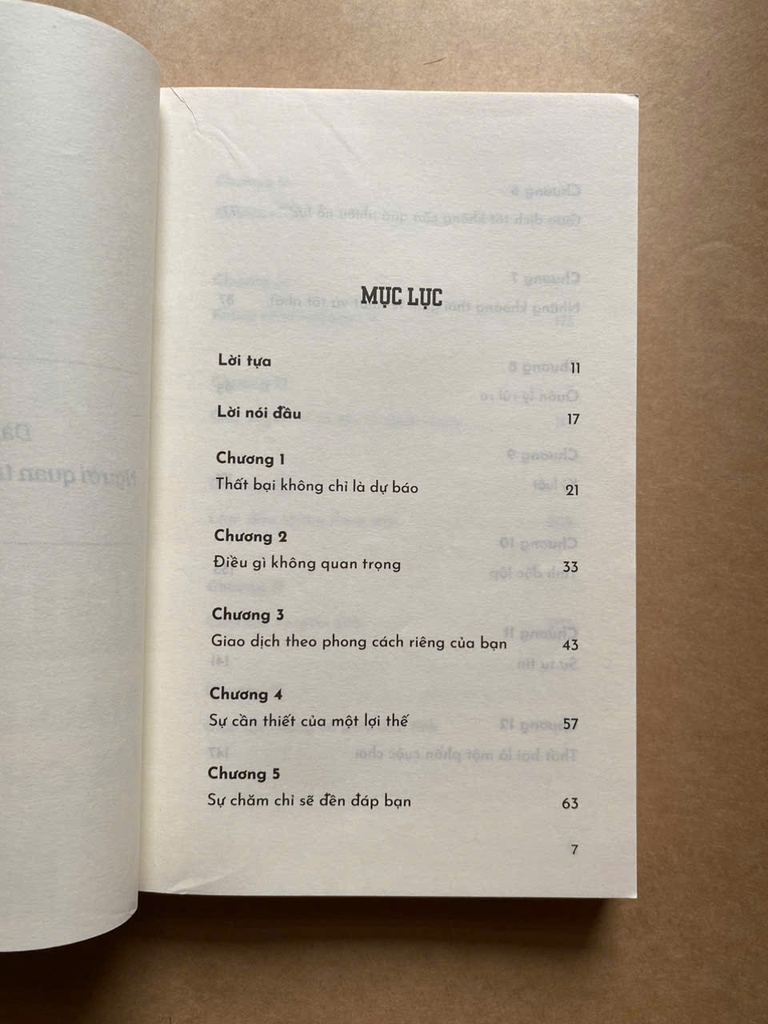 MỤC LỤC
Lời tựa 11
Lời nói đầu 17
Chương 1
Thất bại không chỉ là dự báo 21
Chương 2
Điều gì không quan trọng 33
Chương 3
Giao dịch theo phong cách riêng của bạn 43
Chương 4
Sự cần thiết của một lợi thế 57
Chương 5
Sự chăm chỉ sẽ đền đáp bạn 63
7